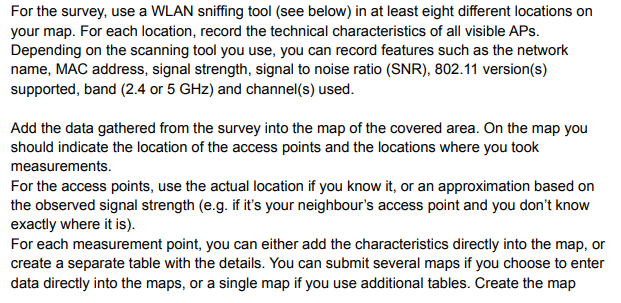 For the survey, use a WLAN sniffing tool (see below) in at least eight different locations on
your map. For each location, record the technical characteristics of all visible APs.
Depending on the scanning tool you use, you can record features such as the network
name, MAC address, signal strength, signal to noise ratio (SNR), 802.11 version(s)
supported, band (2.4 or 5 GHz) and channel(s) used.
Add the data gathered from the survey into the map of the covered area. On the map you
should indicate the location of the access points and the locations where you took
measurements.
For the access points, use the actual location if you know it, or an approximation based on
the observed signal strength (e.g. if it's your neighbour's access point and you don't know
exactly where it is).
For each measurement point, you can either add the characteristics directly into the map, or
create a separate table with the details. You can submit several maps if you choose to enter
data directly into the maps, or a single map if you use additional tables. Create the map